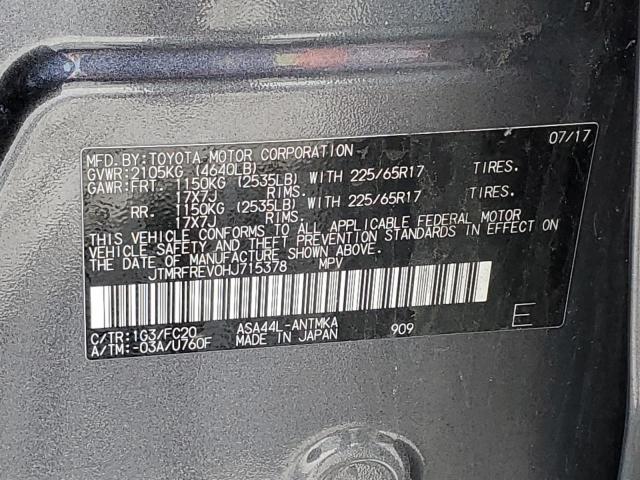 MFD.BY:TOYOTA MOTOR CORPORATION 07/17
GVWR:2105KG (4640LB)
GAWR:FRT. 1150KG (2535LB) WITH 225/65R17 TIRES.
17X7J RIMS.
RR. 1150KG (2535LB) WITH 225/65R17 TIRES.
17X7J RIMS.
THIS VEHICLE CONFORMS TO ALL APPLICABLE FEDERAL MOTOR
VEHICLE SAFETY AND THEFT PREVENTION STANDARDS IN EFFECT ON
THE DATE OF MANUFACTURE SHOWN ABOVE.
JTMRFREV0HJ715378 MPV
C/TR:1G3/FC20 ASA44L-ANTMKA 909 E
A/TM:-03A/U760F MADE IN JAPAN